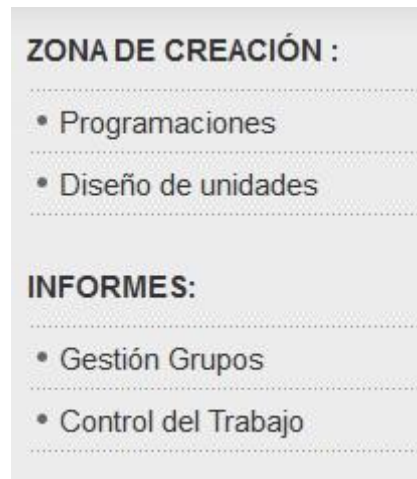 ZONA DE CREACIÓN :
• Programaciones
• Diseño de unidades
INFORMES:
• Gestión Grupos
• Control del Trabajo